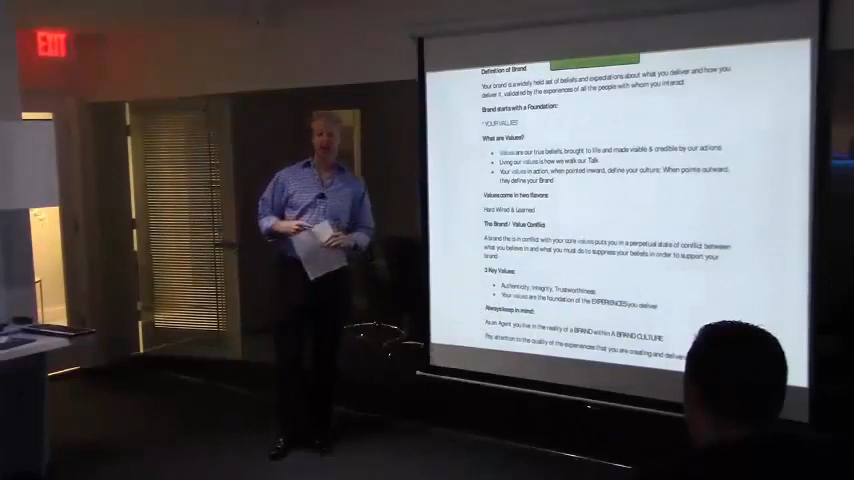 EXIT
Definition of Brand
Your brand is a widely held set of beliefs and expectations about what you deliver and how you
deliver it, validated by the experiences of all the people with whom you interact
Brand starts with a Foundation:
"YOUR VALUES"
What are Values?
• Values are our true beliefs, brought to life and made visible & credible by our actions
• Living our values is how we walk our Talk
• Your values in action, when pointed inward, define your culture: When pointe outward,
they define your Brand
Values come in two flavors:
Hard Wired & Learned
The Brand / Value Conflict
A brand the is in conflict with your core values puts you in a perpetual state of conflict between
what you believe in and what you must do to suppress your beliefs in order to support your
brand
3 Key Values:
• Authenticity, Integrity, Trustworthiness
• Your values are the foundation of the EXPERIENCES you deliver
Always keep in mind:
As an Agent you live in the reality of a BRAND within A BRAND CULTURE
Pay attention to the quality of the experiences that you are creating and deliver